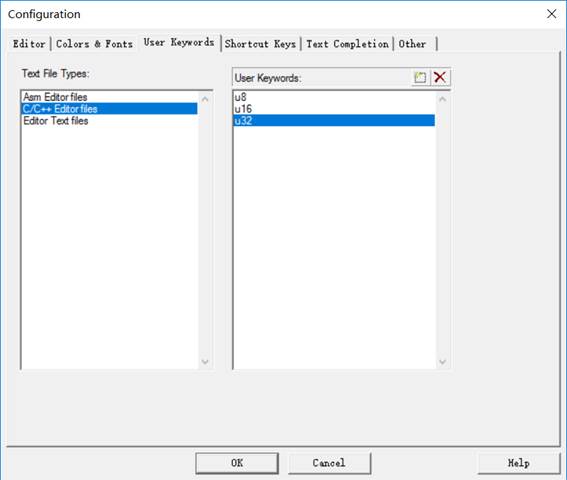 Configuration
Editor Colors & Fonts User Keywords Shortcut Keys Text Completion Other
Text File Types:
User Keywords:
Asm Editor files
C/C++ Editor files
Editor Text files
u8
u16
u32
OK Cancel Help